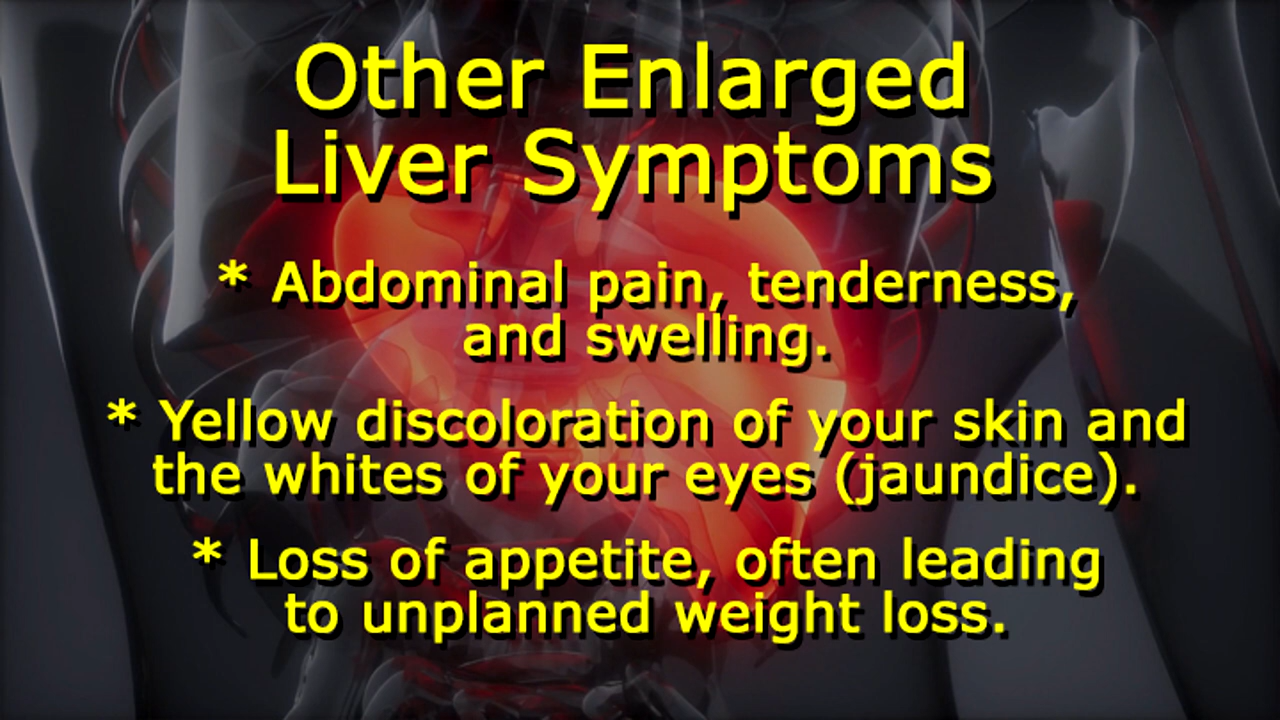 Other Enlarged
Liver Symptoms
* Abdominal pain, tenderness,
and swelling.
* Yellow discoloration of your skin and
the whites of your eyes (jaundice).
* Loss of appetite, often leading
to unplanned weight loss.